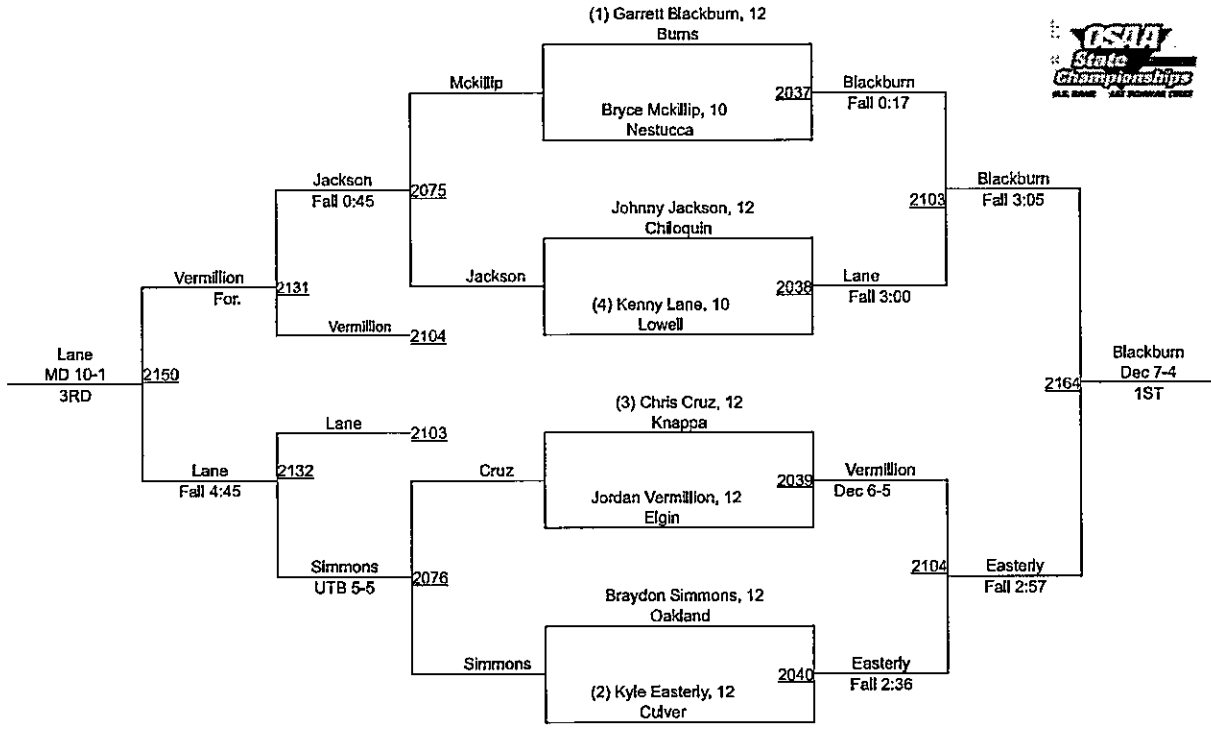 (1) Garrett Blackburn, 12
Burns
OSAA
State
Championships
Mckillip
2037
Blackburn
Fall 0:17
Bryce Mckillip, 10
Nestucca
Jackson
Fall 0:45
2075
Blackburn
Fall 3:05
2103
Johnny Jackson, 12
Chiloquin
Vermillion
For.
2131
Jackson
2038
Lane
Fall 3:00
(4) Kenny Lane, 10
Lowell
Vermillion
2104
Lane
MD 10-1
3RD
2150
2164
Blackburn
Dec 7-4
1ST
(3) Chris Cruz, 12
Knappa
Lane
2103
Lane
Fall 4:45
2132
Cruz
2039
Vermillion
Dec 6-5
Jordan Vermillion, 12
Elgin
Simmons
UTB 5-5
2076
2104
Easterly
Fall 2:57
Braydon Simmons, 12
Oakland
Simmons
2040
Easterly
Fall 2:36
(2) Kyle Easterly, 12
Culver